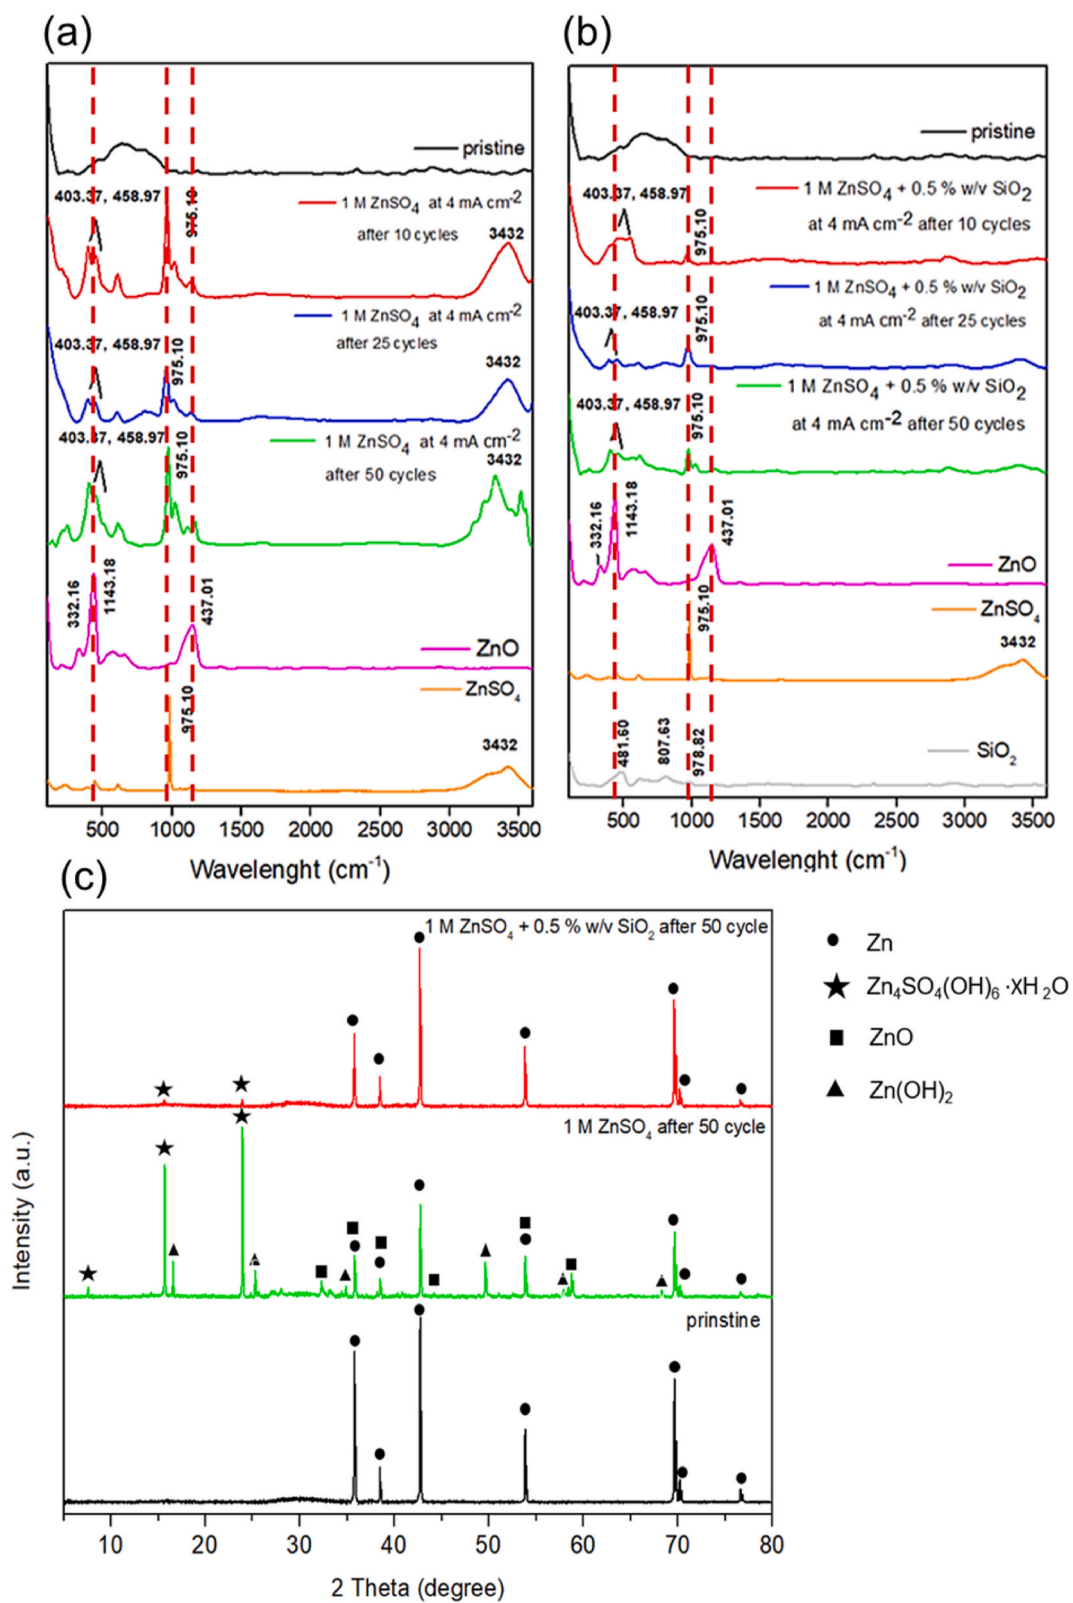 (a)
pristine
403.37, 458.97
975.10
1 M ZnSO4 at 4 mA cm-2
after 10 cycles
3432
1 M ZnSO4 at 4 mA cm-2
after 25 cycles
403.37, 458.97
975.10
3432
1 M ZnSO4 at 4 mA cm-2
after 50 cycles
403.37, 458.97
975.10
3432
332.16
1143.18
437.01
ZnO
ZnSO4
975.10
3432
500 1000 1500 2000 2500 3000 3500
Wavelenght (cm-1)
(b)
pristine
403.37, 458.97
975.10
1 M ZnSO4 + 0.5 % w/v SiO2
at 4 mA cm-2 after 10 cycles
403.37, 458.97
975.10
1 M ZnSO4 + 0.5 % w/v SiO2
at 4 mA cm-2 after 25 cycles
403.37, 458.97
975.10
1 M ZnSO4 + 0.5 % w/v SiO2
at 4 mA cm-2 after 50 cycles
332.16
1143.18
437.01
ZnO
975.10
ZnSO4
3432
481.60
807.63
978.82
SiO2
500 1000 1500 2000 2500 3000 3500
Wavelenght (cm-1)
(c)
1 M ZnSO4 + 0.5 % w/v SiO2 after 50 cycle
1 M ZnSO4 after 50 cycle
prinstine
Intensity (a.u.)
10 20 30 40 50 60 70 80
2 Theta (degree)
Zn
Zn4SO4(OH)6 ·XH2O
ZnO
Zn(OH)2